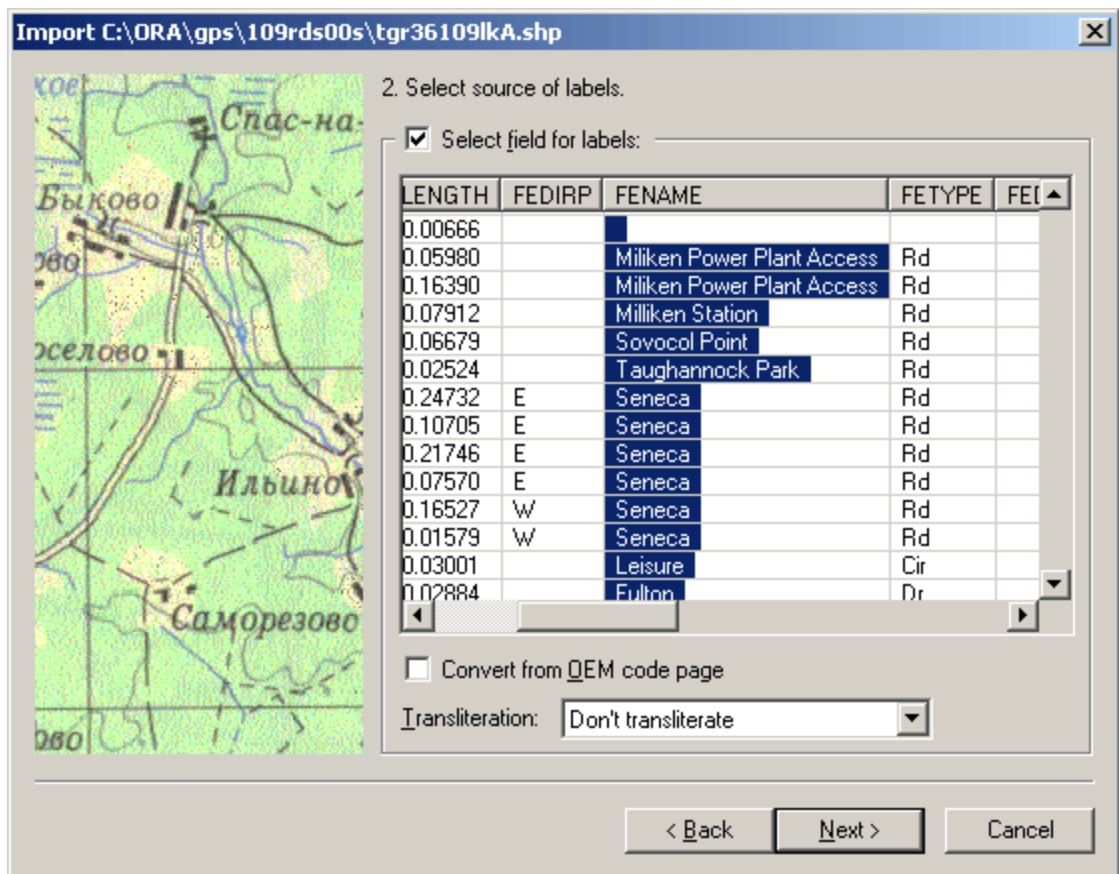 Import C:\ORA\gps\109rds00s\tgr36109lkA.shp
Спас-на-
Быково
ово
оселово
Ильино
Саморезово
ово
2. Select source of labels.
Select field for labels:
LENGTH FEDIRP FENAME FETYPE
0.00666
0.05980 Miliken Power Plant Access Rd
0.16390 Miliken Power Plant Access Rd
0.07912 Milliken Station Rd
0.06679 Sovocol Point Rd
0.02524 Taughannock Park Rd
0.24732 E Seneca Rd
0.10705 E Seneca Rd
0.21746 E Seneca Rd
0.07570 E Seneca Rd
0.16527 W Seneca Rd
0.01579 W Seneca Rd
0.03001 Leisure Cir
0.02884 Fulton Dr
Convert from OEM code page
Transliteration: Don't transliterate
< Back Next > Cancel